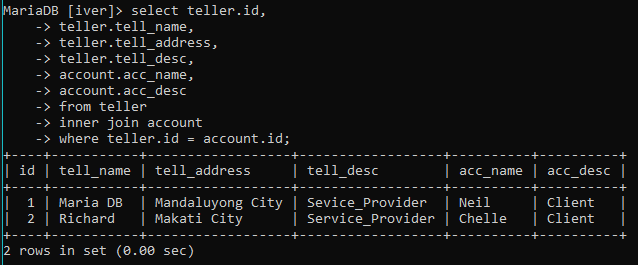 MariaDB [iver]> select teller.id,
    -> teller.tell_name,
    -> teller.tell_address,
    -> teller.tell_desc,
    -> account.acc_name,
    -> account.acc_desc
    -> from teller
    -> inner join account
    -> where teller.id = account.id;
+----+-----------+------------------+------------------+----------+----------+
| id | tell_name | tell_address     | tell_desc        | acc_name | acc_desc |
+----+-----------+------------------+------------------+----------+----------+
|  1 | Maria DB  | Mandaluyong City | Sevice_Provider  | Neil     | Client   |
|  2 | Richard   | Makati City      | Service_Provider | Chelle   | Client   |
+----+-----------+------------------+------------------+----------+----------+
2 rows in set (0.00 sec)